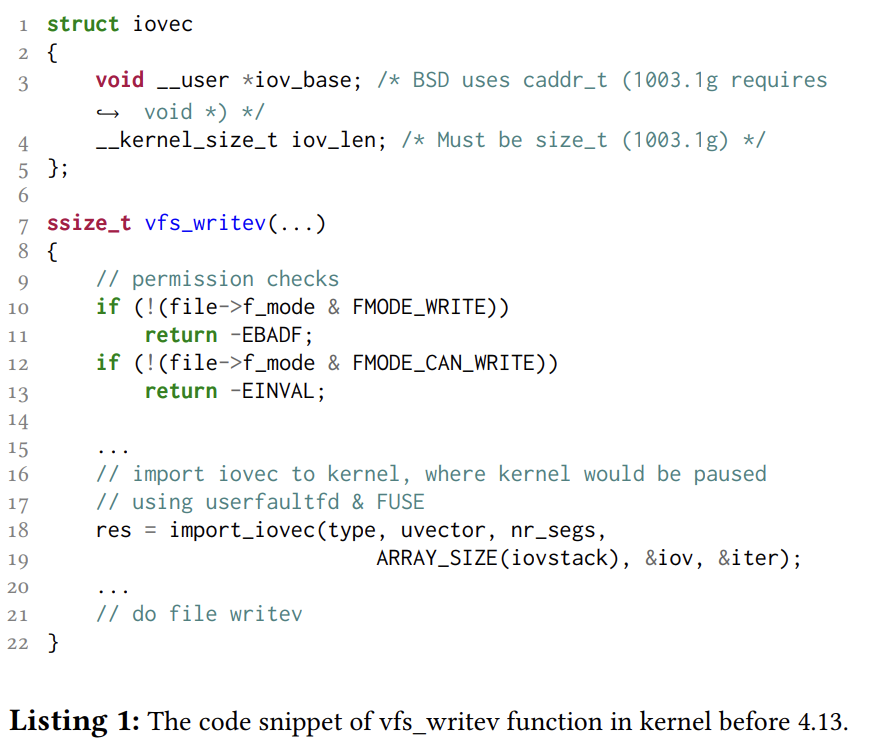 1 struct iovec
2 {
3     void __user *iov_base; /* BSD uses caddr_t (1003.1g requires
      ↪  void *) */
4     __kernel_size_t iov_len; /* Must be size_t (1003.1g) */
5 };
6
7 ssize_t vfs_writev(...)
8 {
9     // permission checks
10     if (!(file->f_mode & FMODE_WRITE))
11         return -EBADF;
12     if (!(file->f_mode & FMODE_CAN_WRITE))
13         return -EINVAL;
14
15     ...
16     // import iovec to kernel, where kernel would be paused
17     // using userfaultfd & FUSE
18     res = import_iovec(type, uvector, nr_segs,
19                            ARRAY_SIZE(iovstack), &iov, &iter);
20     ...
21     // do file writev
22 }
Listing 1: The code snippet of vfs_writev function in kernel before 4.13.